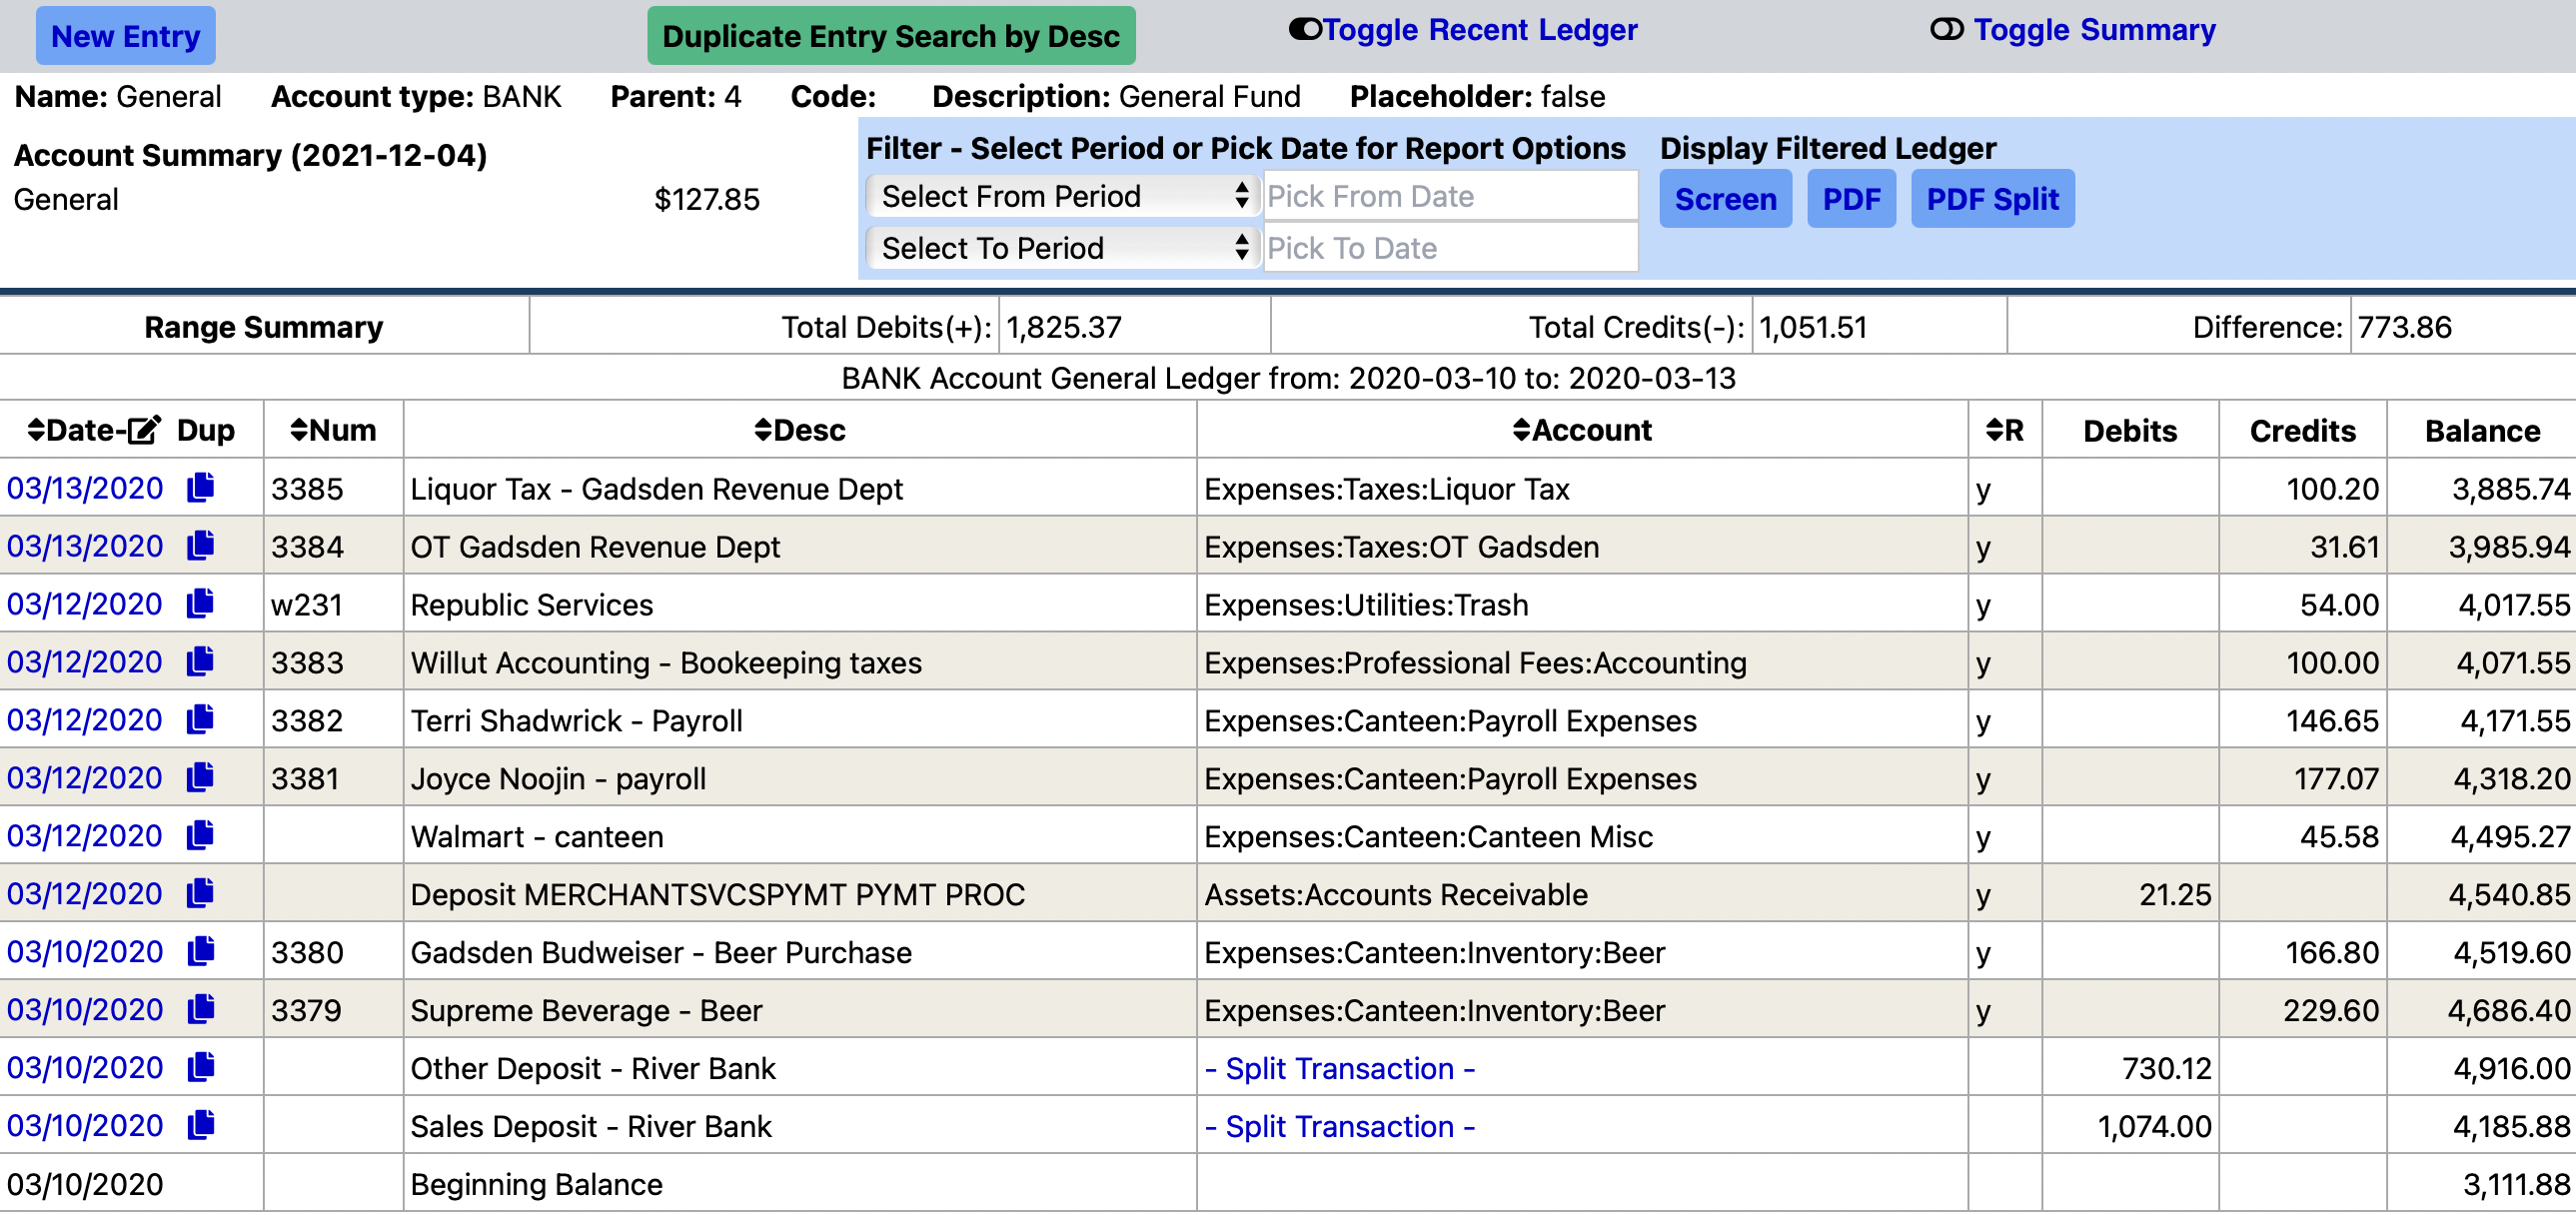 New Entry Duplicate Entry Search by Desc Toggle Recent Ledger Toggle Summary
Name: General Account type: BANK Parent: 4 Code: Description: General Fund Placeholder: false
Account Summary (2021-12-04)
General $127.85
Filter - Select Period or Pick Date for Report Options
Select From Period Pick From Date
Select To Period Pick To Date
Display Filtered Ledger
Screen PDF PDF Split
Range Summary Total Debits(+): 1,825.37 Total Credits(-): 1,051.51 Difference: 773.86
BANK Account General Ledger from: 2020-03-10 to: 2020-03-13
Date- Dup Num Desc Account R Debits Credits Balance
03/13/2020 3385 Liquor Tax - Gadsden Revenue Dept Expenses:Taxes:Liquor Tax y 100.20 3,885.74
03/13/2020 3384 OT Gadsden Revenue Dept Expenses:Taxes:OT Gadsden y 31.61 3,985.94
03/12/2020 w231 Republic Services Expenses:Utilities:Trash y 54.00 4,017.55
03/12/2020 3383 Willut Accounting - Bookeeping taxes Expenses:Professional Fees:Accounting y 100.00 4,071.55
03/12/2020 3382 Terri Shadwrick - Payroll Expenses:Canteen:Payroll Expenses y 146.65 4,171.55
03/12/2020 3381 Joyce Noojin - payroll Expenses:Canteen:Payroll Expenses y 177.07 4,318.20
03/12/2020 Walmart - canteen Expenses:Canteen:Canteen Misc y 45.58 4,495.27
03/12/2020 Deposit MERCHANTSVCSPYMT PYMT PROC Assets:Accounts Receivable y 21.25 4,540.85
03/10/2020 3380 Gadsden Budweiser - Beer Purchase Expenses:Canteen:Inventory:Beer y 166.80 4,519.60
03/10/2020 3379 Supreme Beverage - Beer Expenses:Canteen:Inventory:Beer y 229.60 4,686.40
03/10/2020 Other Deposit - River Bank - Split Transaction - 730.12 4,916.00
03/10/2020 Sales Deposit - River Bank - Split Transaction - 1,074.00 4,185.88
03/10/2020 Beginning Balance 3,111.88